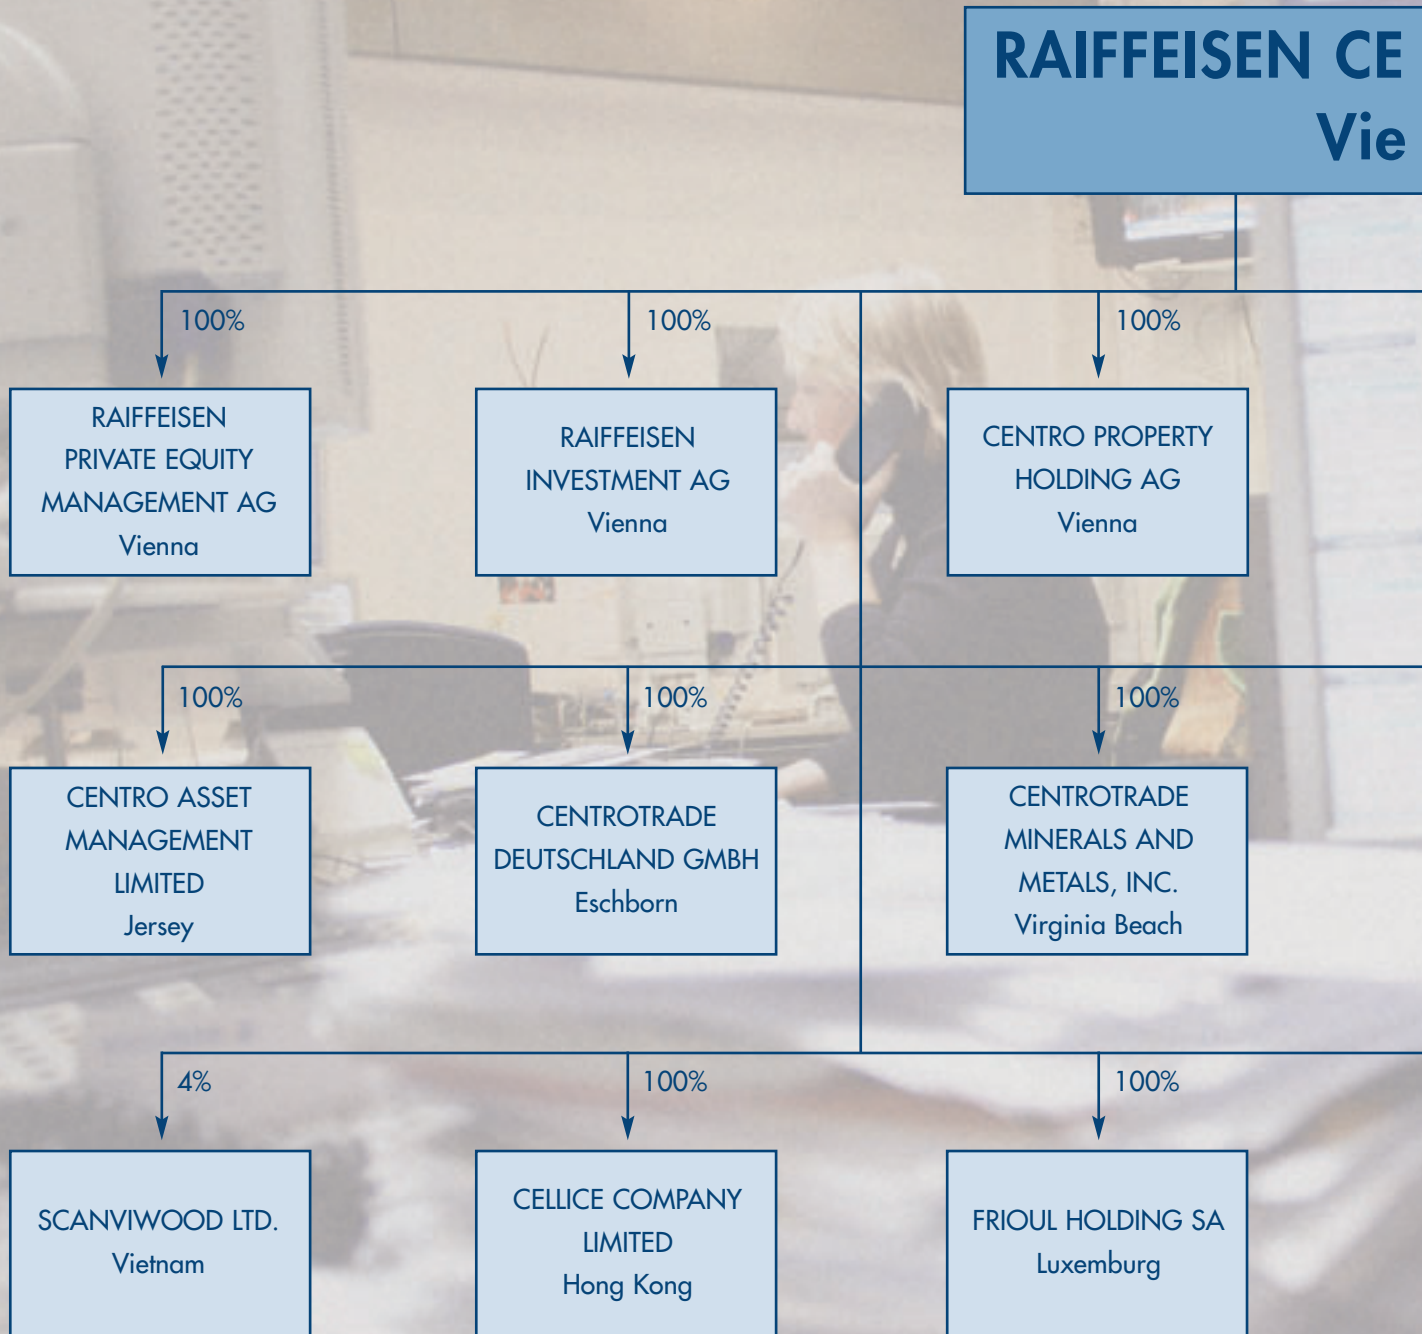 RAIFFEISEN CE
Vie
100%
100%
100%
RAIFFEISEN
PRIVATE EQUITY
MANAGEMENT AG
Vienna
RAIFFEISEN
INVESTMENT AG
Vienna
CENTRO PROPERTY
HOLDING AG
Vienna
100%
100%
100%
CENTRO ASSET
MANAGEMENT
LIMITED
Jersey
CENTROTRADE
DEUTSCHLAND GMBH
Eschborn
CENTROTRADE
MINERALS AND
METALS, INC.
Virginia Beach
4%
100%
100%
SCANVIWOOD LTD.
Vietnam
CELLICE COMPANY
LIMITED
Hong Kong
FRIOUL HOLDING SA
Luxemburg